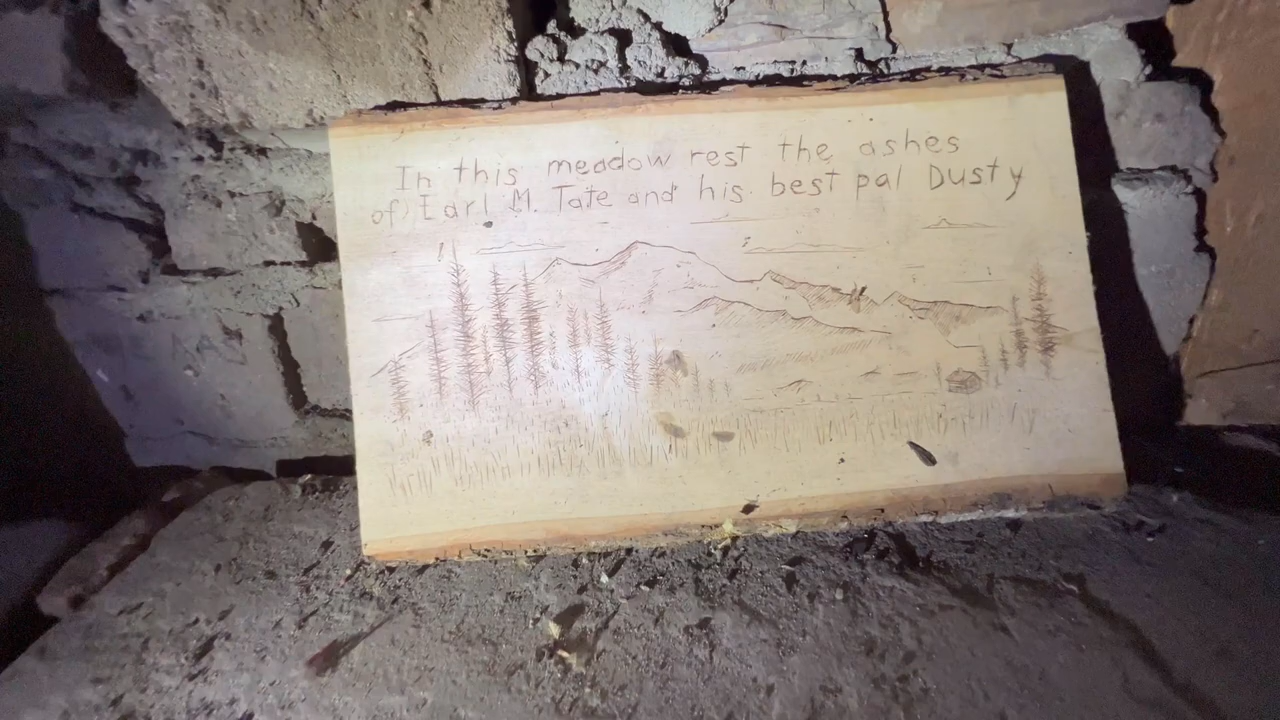 In this meadow rest the ashes
of Earl M. Tate and his best pal Dusty